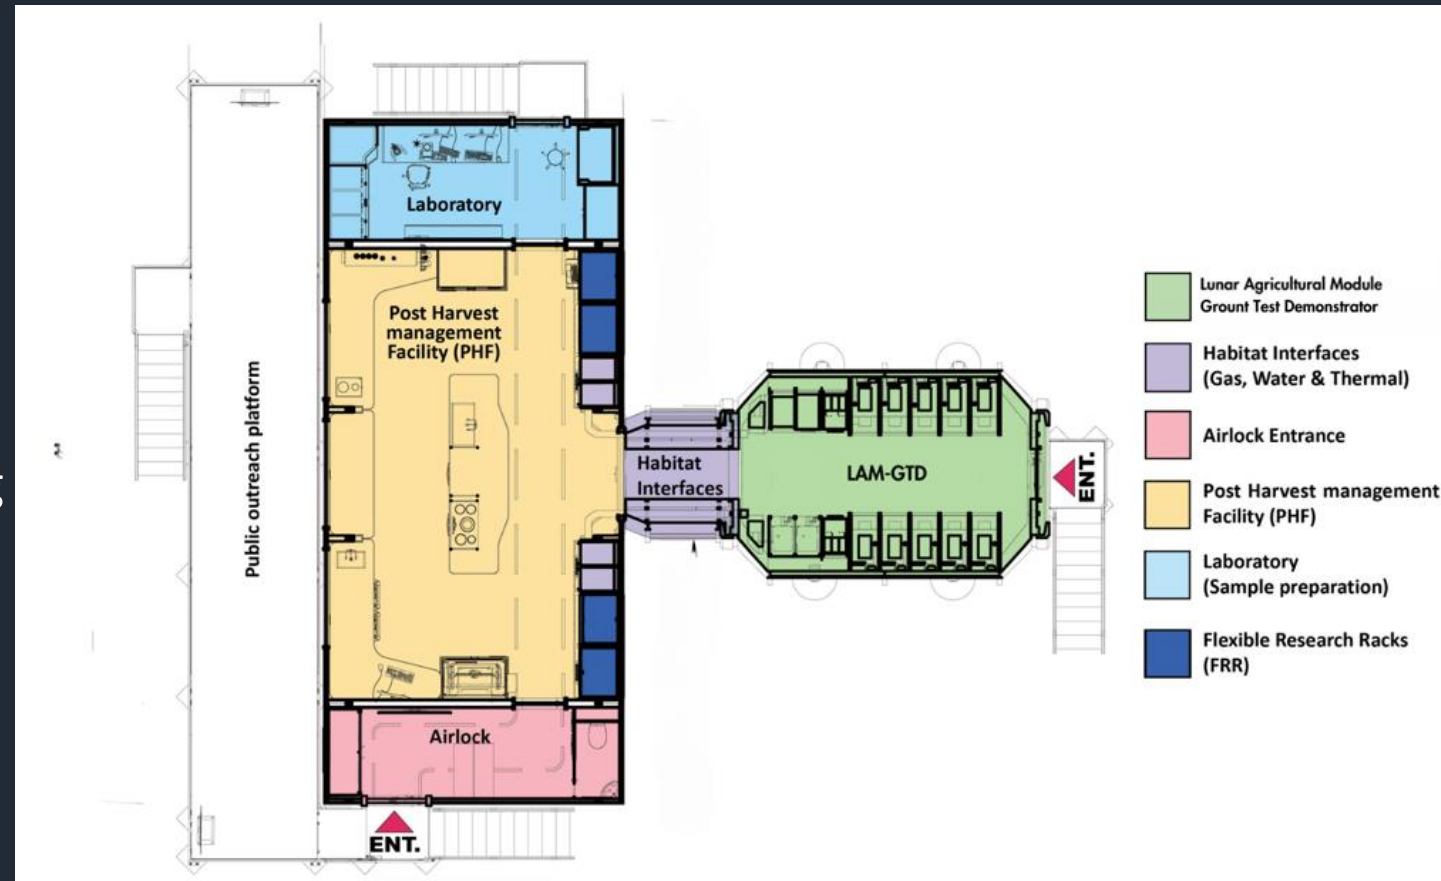 Public outreach platform
Laboratory
Post Harvest
management
Facility (PHF)
Habitat
Interfaces
LAM-GTD
ENT.
Airlock
ENT.
Lunar Agricultural Module
Grount Test Demonstrator
Habitat Interfaces
(Gas, Water & Thermal)
Airlock Entrance
Post Harvest management
Facility (PHF)
Laboratory
(Sample preparation)
Flexible Research Racks
(FRR)